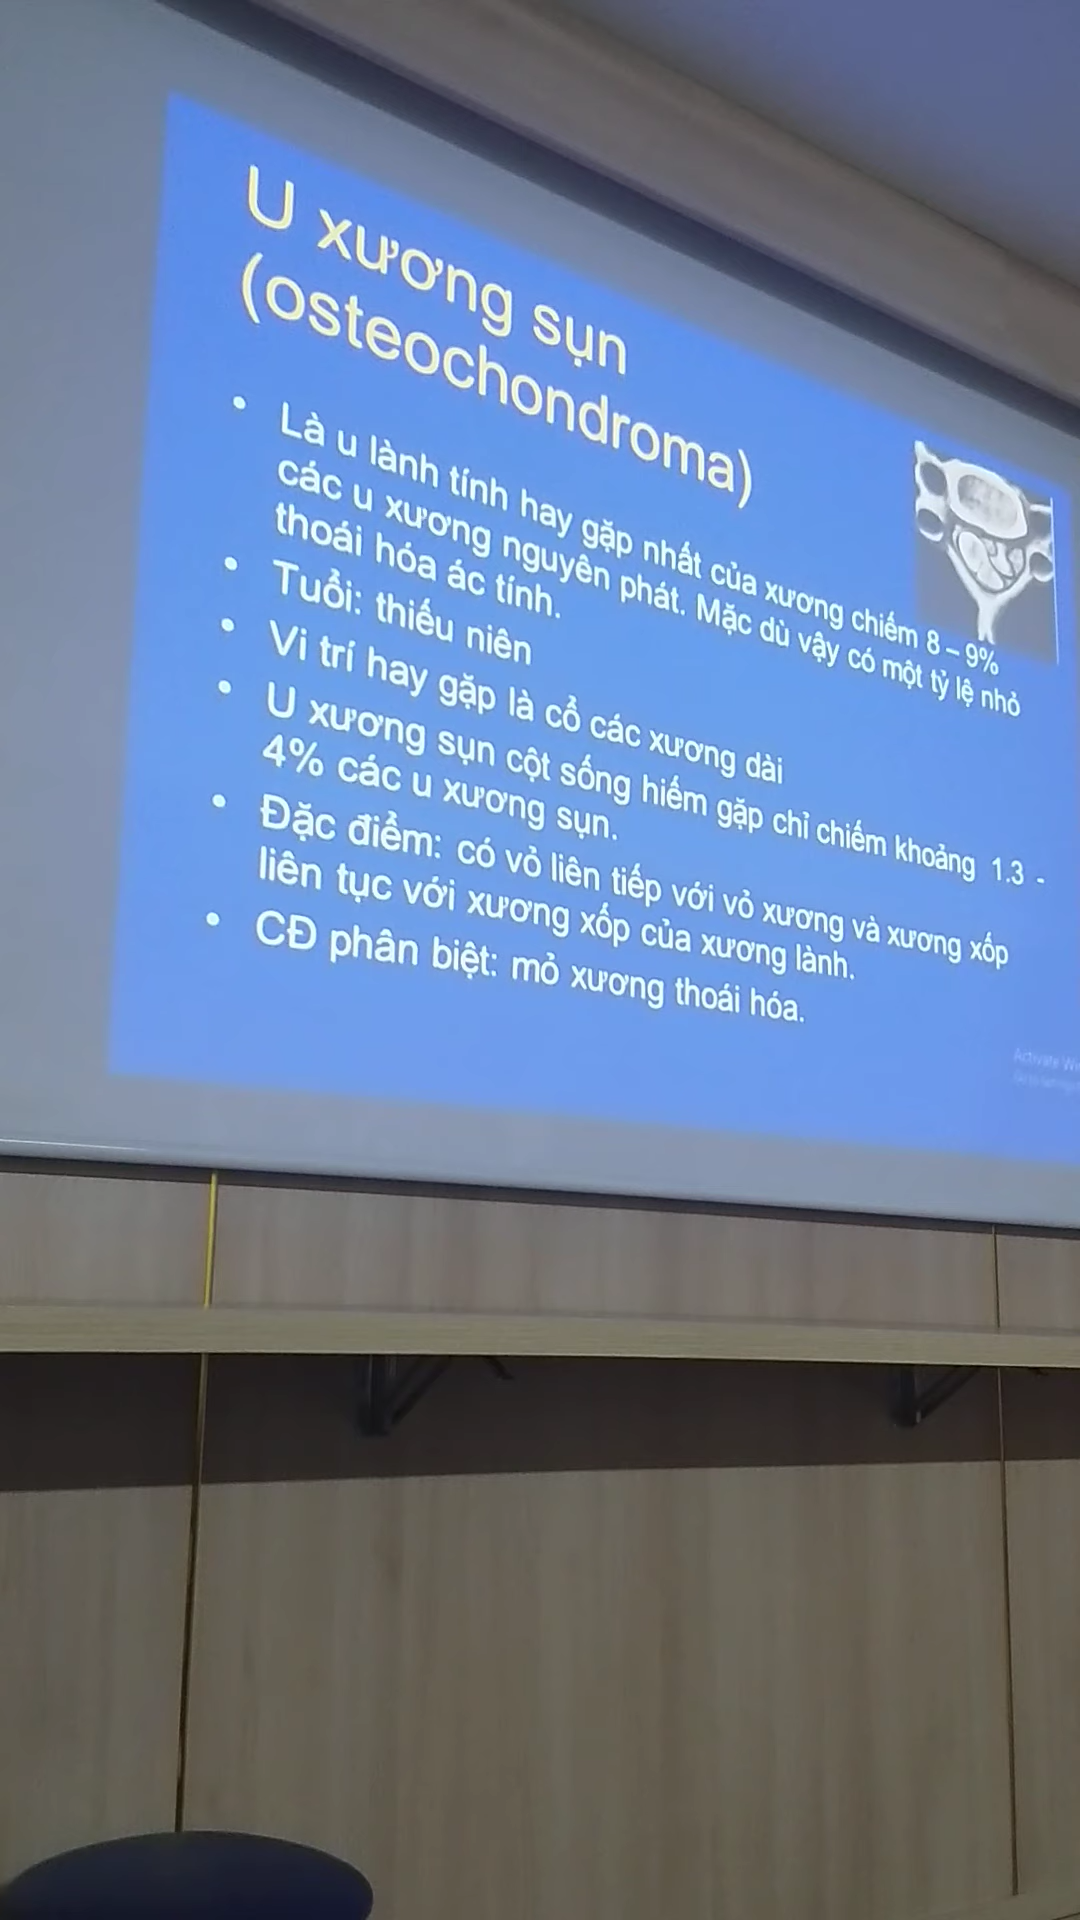 U xương sụn
(osteochondroma)
• Là u lành tính hay gặp nhất của xương chiếm 8 – 9%
các u xương nguyên phát. Mặc dù vậy có một tỷ lệ nhỏ
thoái hóa ác tính.
• Tuổi: thiếu niên
• Vi trí hay gặp là cổ các xương dài
• U xương sụn cột sống hiếm gặp chỉ chiếm khoảng 1.3 -
4% các u xương sụn.
• Đặc điểm: có vỏ liên tiếp với vỏ xương và xương xốp
liên tục với xương xốp của xương lành.
• CĐ phân biệt: mỏ xương thoái hóa.
Activate